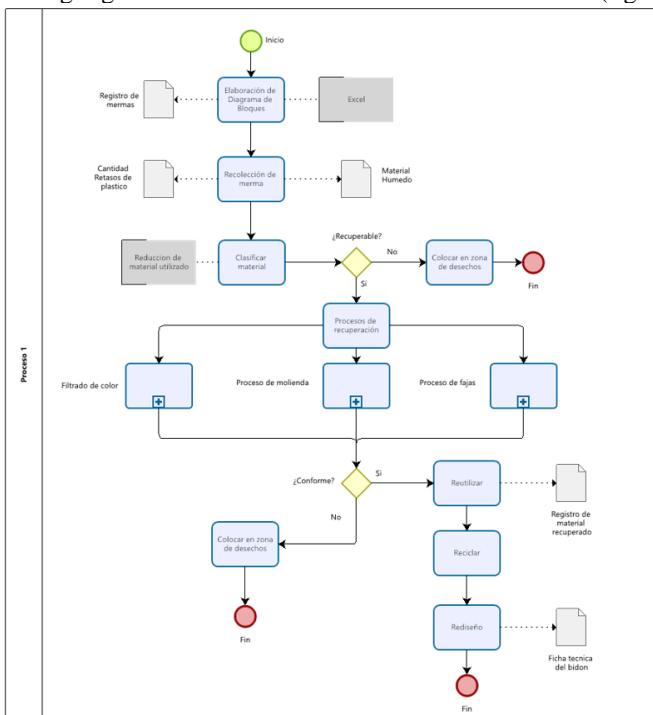 Inicio
Elaboración de
Diagrama de
Bloques
Registro de
mermas
Excel
Cantidad
Retasos de
plastico
Recolección de
merma
Material
Humedo
Reduccion de
material utilizado
Clasificar
material
¿Recuperable?
No
Colocar en zona
de desechos
Fin
Sí
Procesos de
recuperación
Proceso 1
Filtrado de color
Proceso de molienda
Proceso de fajas
¿Conforme?
Si
Reutilizar
Registro de
material
recuperado
No
Colocar en zona
de desechos
Reciclar
Fin
Rediseño
Ficha tecnica
del bidon
Fin